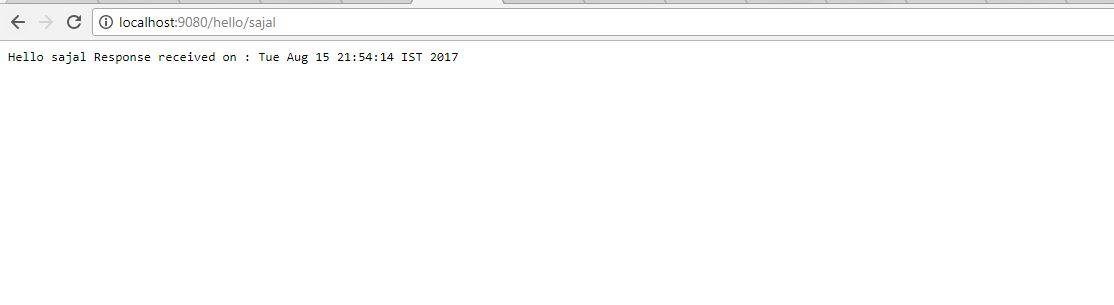 localhost:9080/hello/sajal
Hello sajal Response received on : Tue Aug 15 21:54:14 IST 2017